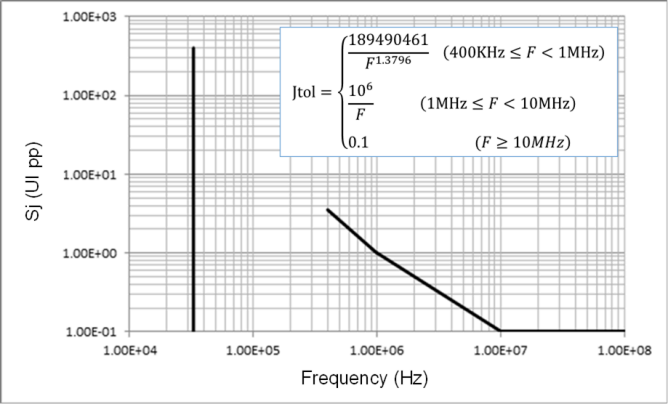 1.00E+03
1.00E+02
1.00E+01
1.00E+00
1.00E-01
Sj (UI pp)
Jtol = { 189490461 / F^1.3796 (400KHz ≤ F < 1MHz)
10^6 / F (1MHz ≤ F < 10MHz)
0.1 (F ≥ 10MHz)
1.00E+04 1.00E+05 1.00E+06 1.00E+07 1.00E+08
Frequency (Hz)